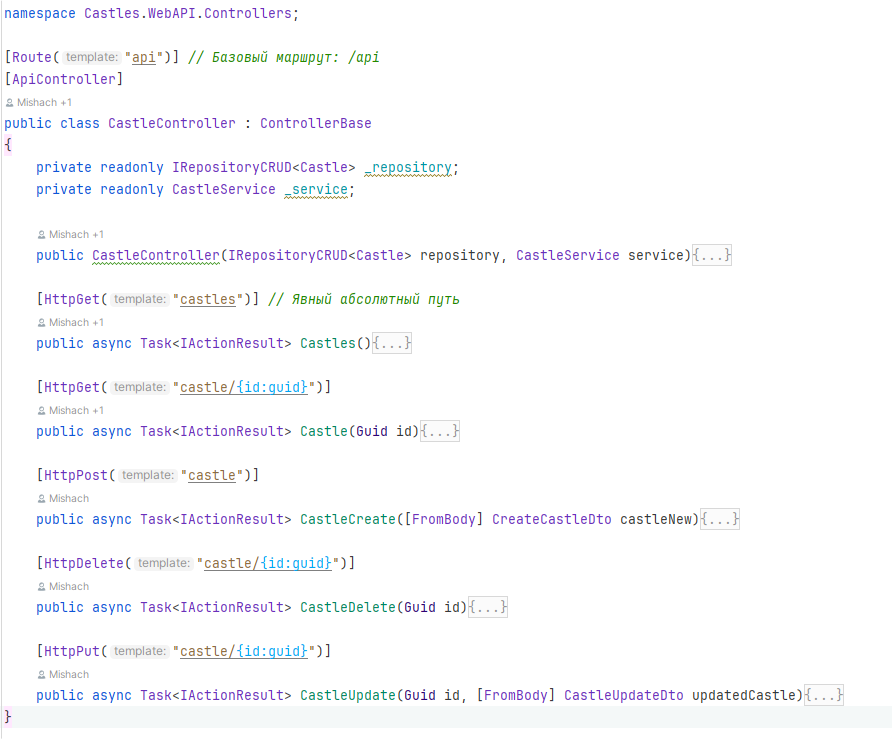 namespace Castles.WebAPI.Controllers;
[Route( template: "api")] // Базовый маршрут: /api
[ApiController]
Mishach +1
public class CastleController : ControllerBase
{
private readonly IRepositoryCRUD<Castle> _repository;
private readonly CastleService _service;
Mishach +1
public CastleController(IRepositoryCRUD<Castle> repository, CastleService service){...}
[HttpGet( template: "castles")] // Явный абсолютный путь
Mishach +1
public async Task<IActionResult> Castles(){...}
[HttpGet( template: "castle/{id:guid}")]
Mishach +1
public async Task<IActionResult> Castle(Guid id){...}
[HttpPost( template: "castle")]
Mishach
public async Task<IActionResult> CastleCreate([FromBody] CreateCastleDto castleNew){...}
[HttpDelete( template: "castle/{id:guid}")]
Mishach
public async Task<IActionResult> CastleDelete(Guid id){...}
[HttpPut( template: "castle/{id:guid}")]
Mishach
public async Task<IActionResult> CastleUpdate(Guid id, [FromBody] CastleUpdateDto updatedCastle){...}
}